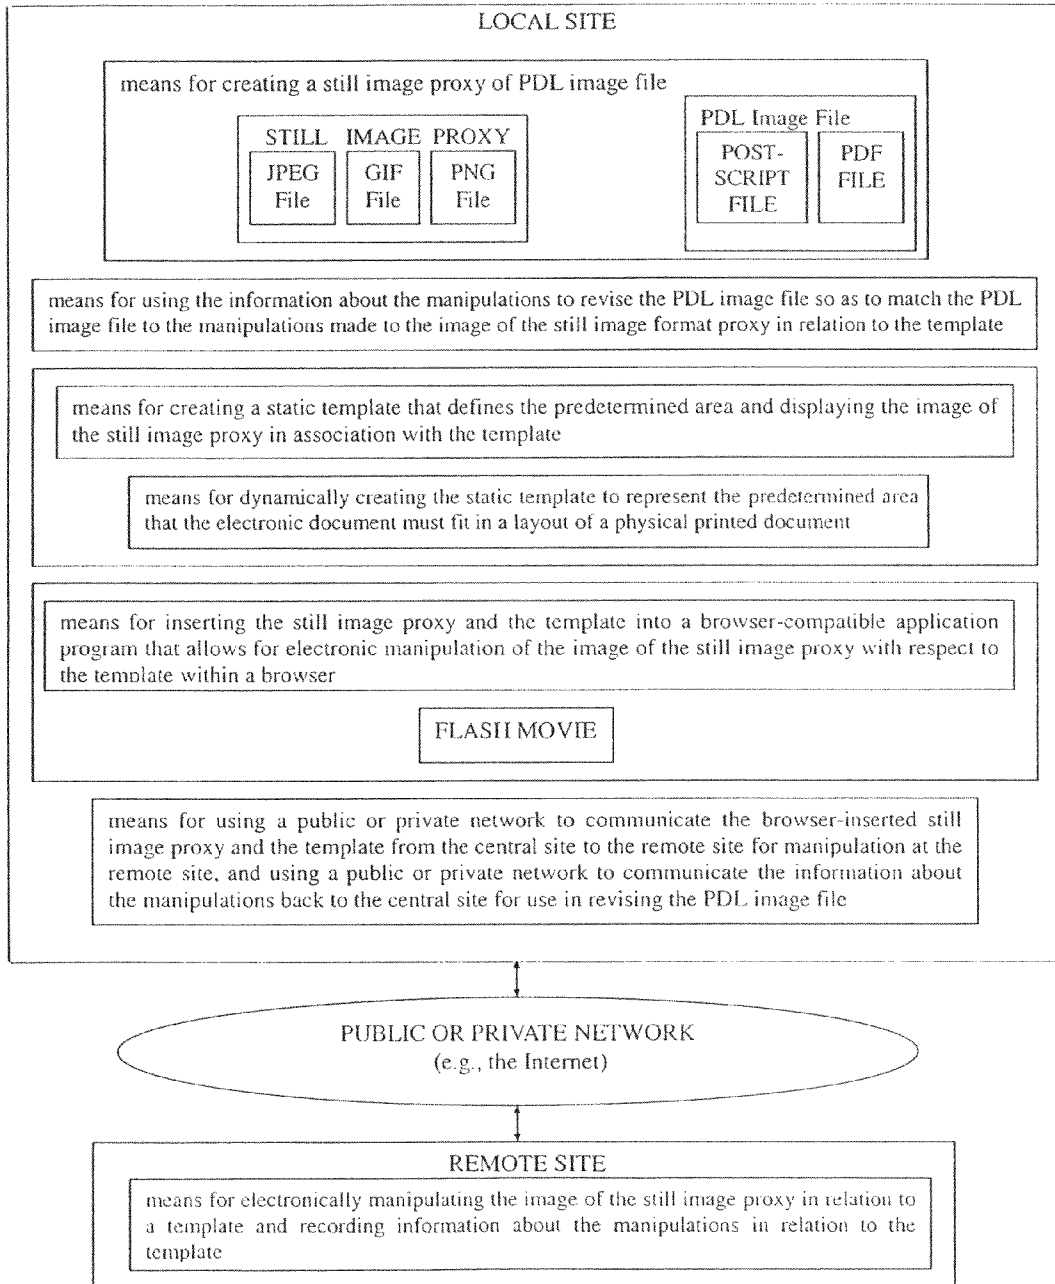 LOCAL SITE
means for creating a still image proxy of PDL image file
STILL IMAGE PROXY
JPEG
File
GIF
File
PNG
File
PDL Image File
POST-
SCRIPT
FILE
PDF
FILE
means for using the information about the manipulations to revise the PDL image file so as to match the PDL
image file to the manipulations made to the image of the still image format proxy in relation to the template
means for creating a static template that defines the predetermined area and displaying the image of
the still image proxy in association with the template
means for dynamically creating the static template to represent the predetermined area
that the electronic document must fit in a layout of a physical printed document
means for inserting the still image proxy and the template into a browser-compatible application
program that allows for electronic manipulation of the image of the still image proxy with respect to
the template within a browser
FLASH MOVIE
means for using a public or private network to communicate the browser-inserted still
image proxy and the template from the central site to the remote site for manipulation at the
remote site, and using a public or private network to communicate the information about
the manipulations back to the central site for use in revising the PDL image file
PUBLIC OR PRIVATE NETWORK
(e.g., the Internet)
REMOTE SITE
means for electronically manipulating the image of the still image proxy in relation to
a template and recording information about the manipulations in relation to the
template